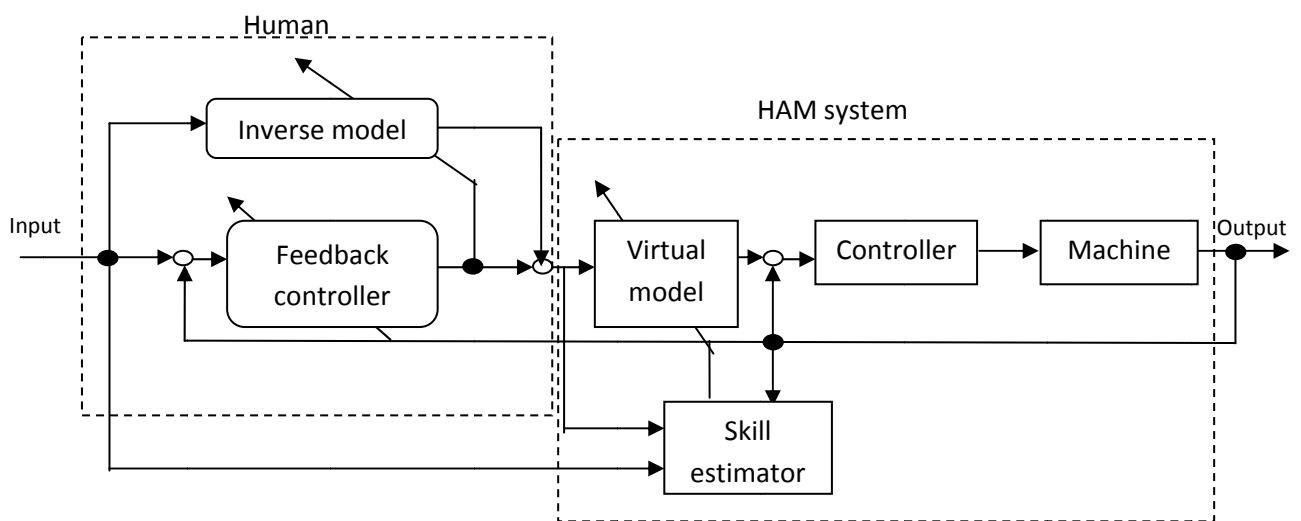 Human
Inverse model
HAM system
Input
Feedback
controller
Virtual
model
Controller
Machine
Output
Skill
estimator